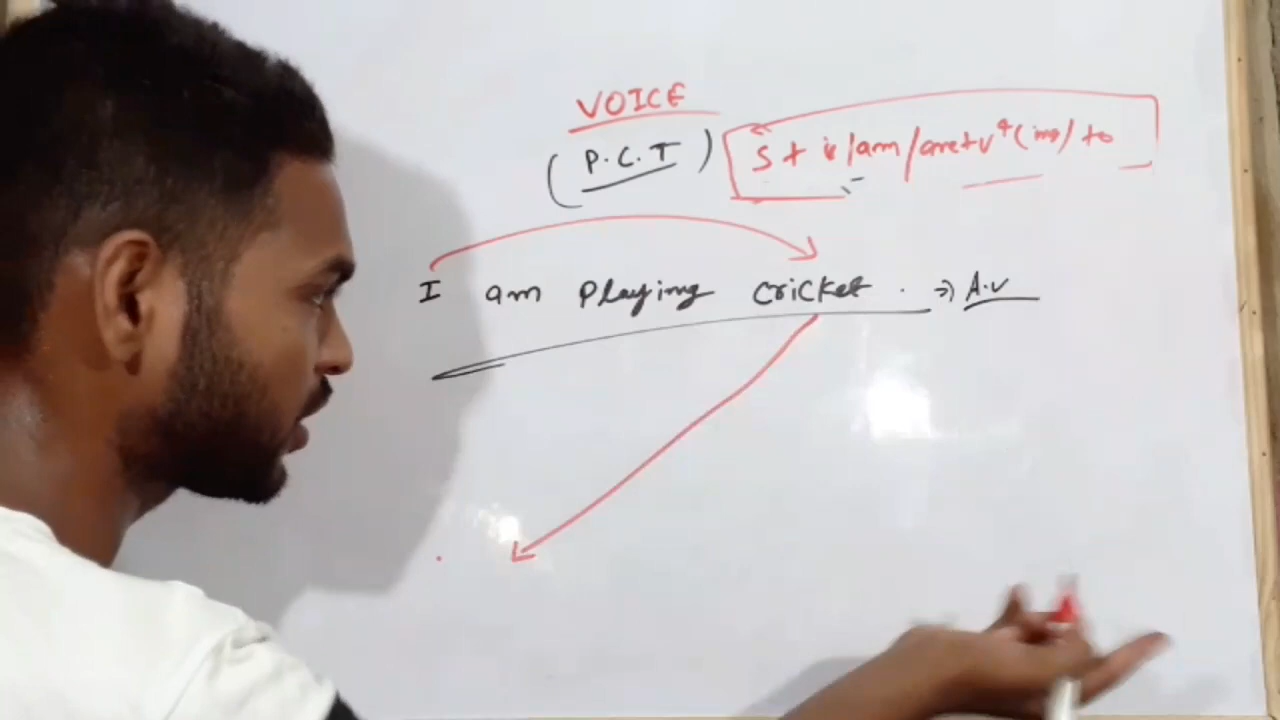 VOICE
(P.C.T) S + is/am/are+v⁴(ing)/to
I am playing cricket. ⇒ A.V